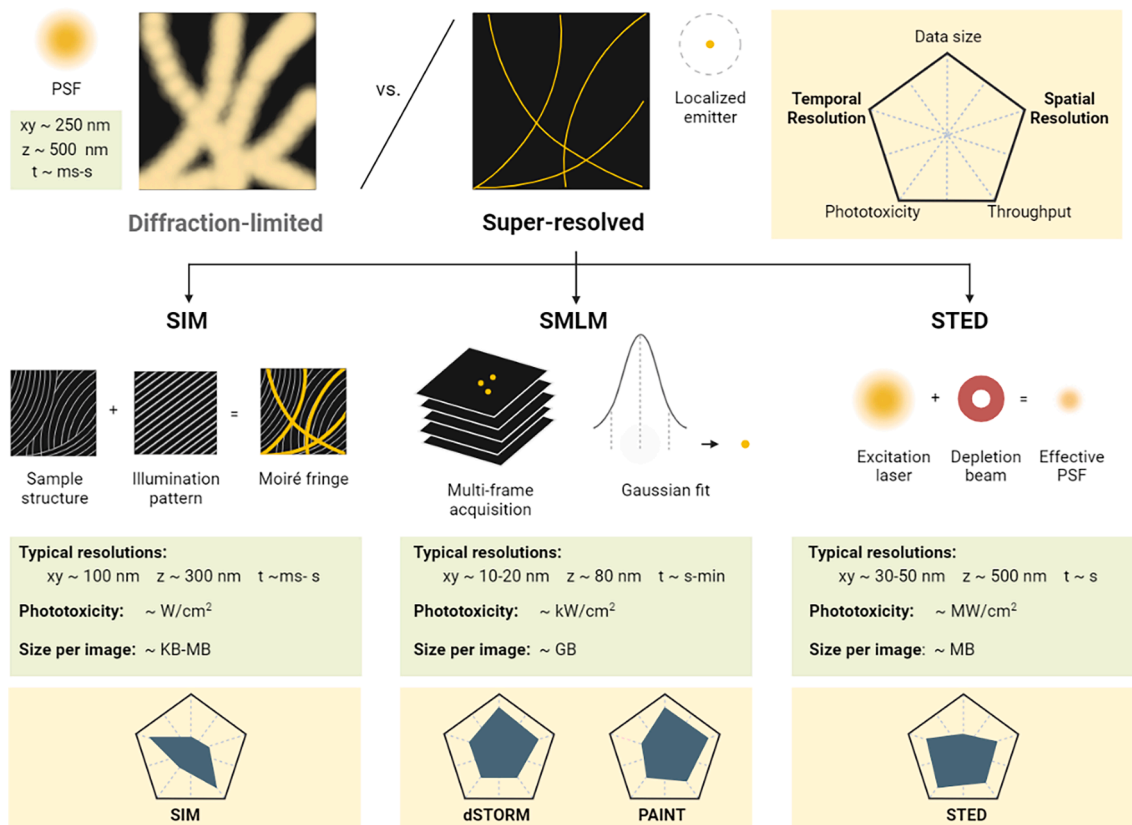 PSF
xy ~ 250 nm
z ~ 500 nm
t ~ ms-s
Diffraction-limited
vs.
Super-resolved
Localized
emitter
Data size
Temporal
Resolution
Spatial
Resolution
Phototoxicity
Throughput
SIM
Sample
structure
+
Illumination
pattern
=
Moiré fringe
Typical resolutions:
xy ~ 100 nm z ~ 300 nm t ~ms- s
Phototoxicity: ~ W/cm²
Size per image: ~ KB-MB
SIM
SMLM
Multi-frame
acquisition
Gaussian fit
Typical resolutions:
xy ~ 10-20 nm z ~ 80 nm t ~ s-min
Phototoxicity: ~ kW/cm²
Size per image: ~ GB
dSTORM
PAINT
STED
Excitation
laser
+
Depletion
beam
=
Effective
PSF
Typical resolutions:
xy ~ 30-50 nm z ~ 500 nm t ~ s
Phototoxicity: ~ MW/cm²
Size per image: ~ MB
STED